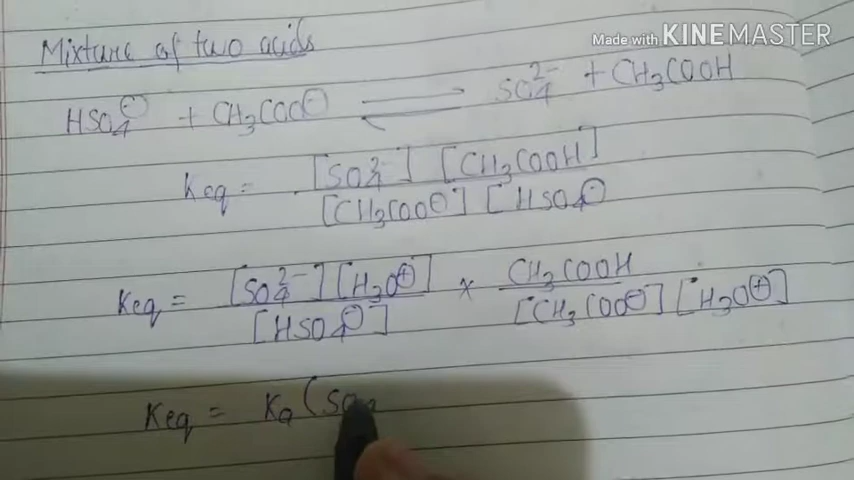 Made with KINEMASTER
Mixture of two acids
HSO₄⊖ + CH₃COO⊖ ⇌ SO₄²⁻ + CH₃COOH
Keq = [SO₄²⁻] [CH₃COOH] / [CH₃COO⊖] [HSO₄⊖
Keq = [SO₄²⁻] [H₃O⊕] / [HSO₄⊖] × CH₃COOH / [CH₃COO⊖] [H₃O⊕]
Keq = Ka (SO